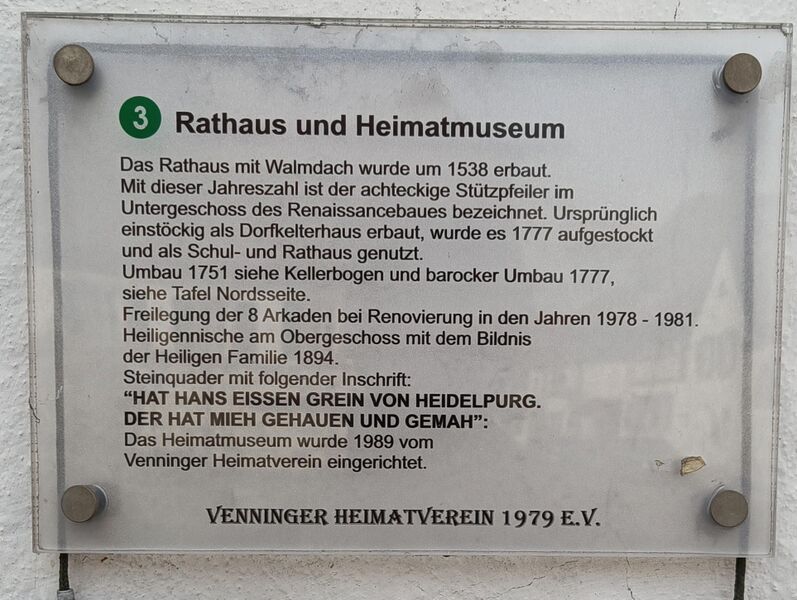 3 Rathaus und Heimatmuseum
Das Rathaus mit Walmdach wurde um 1538 erbaut.
Mit dieser Jahreszahl ist der achteckige Stützpfeiler im
Untergeschoss des Renaissancebaues bezeichnet. Ursprünglich
einstöckig als Dorfkelterhaus erbaut, wurde es 1777 aufgestockt
und als Schul- und Rathaus genutzt.
Umbau 1751 siehe Kellerbogen und barocker Umbau 1777,
siehe Tafel Nordsseite.
Freilegung der 8 Arkaden bei Renovierung in den Jahren 1978 - 1981.
Heiligennische am Obergeschoss mit dem Bildnis
der Heiligen Familie 1894.
Steinquader mit folgender Inschrift:
“HAT HANS EISSEN GREIN VON HEIDELPURG.
DER HAT MIEH GEHAUEN UND GEMAH”:
Das Heimatmuseum wurde 1989 vom
Venninger Heimatverein eingerichtet.
VENNINGER HEIMATVEREIN 1979 E.V.